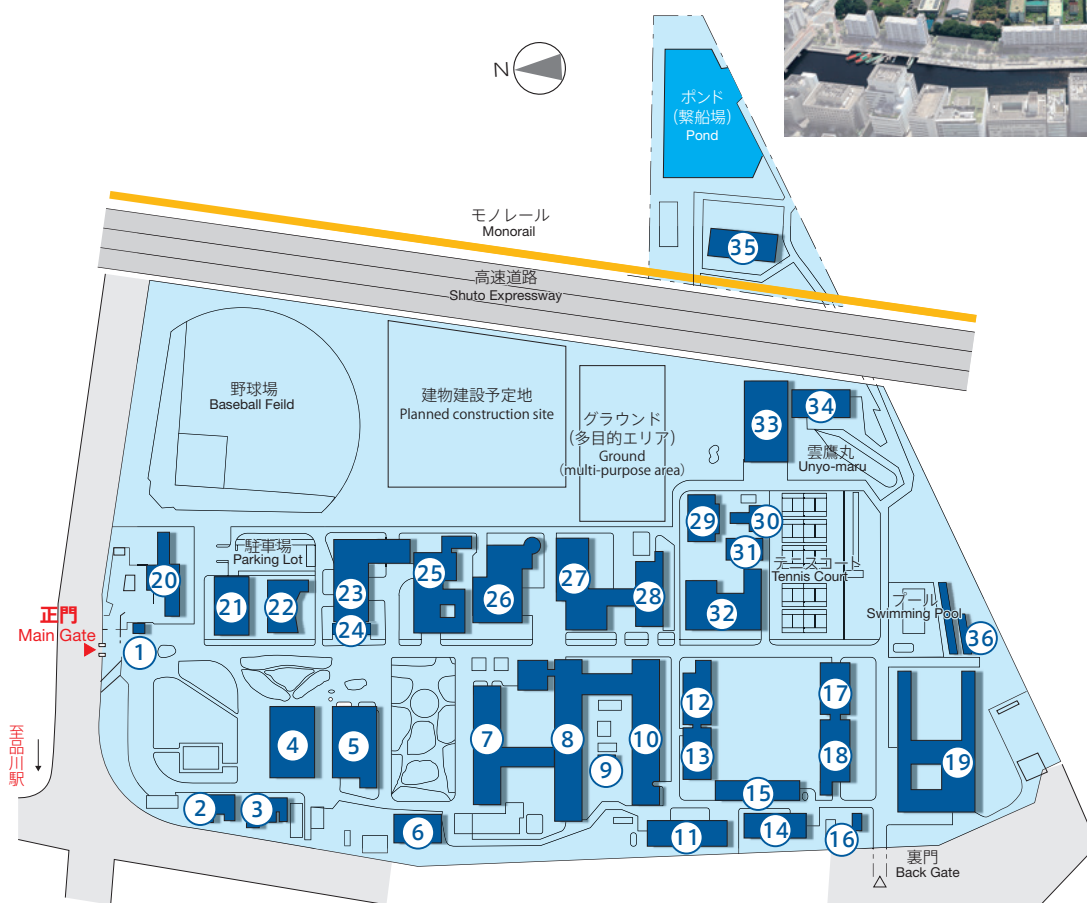 N
ポンド
(繋船場)
Pond
モノレール
Monorail
35
高速道路
Shuto Expressway
野球場
Baseball Feild
建物建設予定地
Planned construction site
グラウンド
(多目的エリア)
Ground
(multi-purpose area)
33
34
雲鷹丸
Unyo-maru
29
30
31
テニスコート
Tennis Court
駐車場
Parking Lot
20
21
22
23
24
25
26
27
28
32
プール
Swimming Pool
36
正門
Main Gate
1
至品川駅
4
5
7
8
9
10
12
13
17
18
19
2
3
6
11
15
14
16
裏門
Back Gate